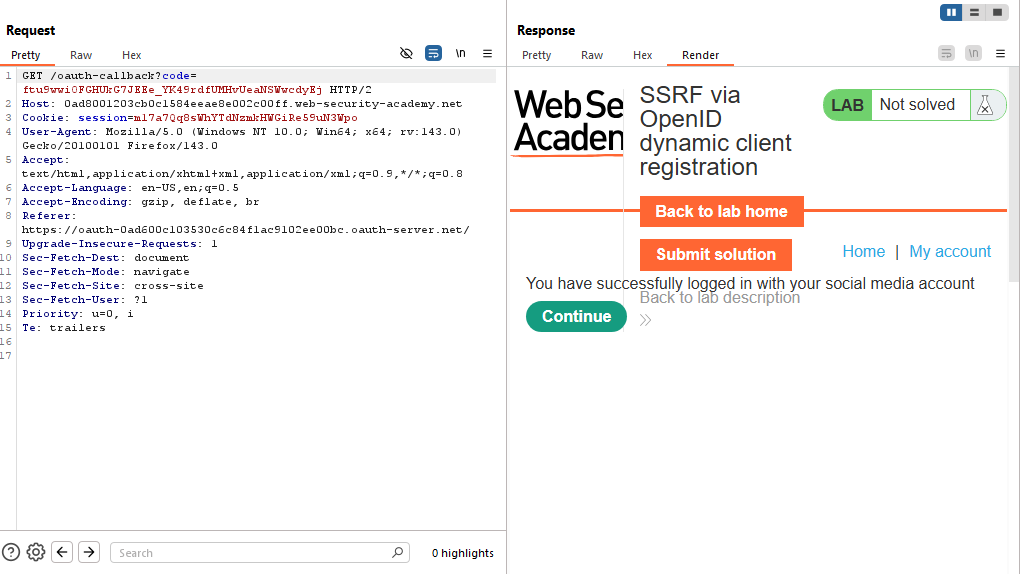 Request
Pretty
Raw
Hex
\n
1 GET /oauth-callback?code=
ftu9wwiOFGHUkG7JEEe_YK49rdfUMHvUeaNSWwcdyEj HTTP/2
2 Host: 0ad8001203cb0c1584eeae8e002c00ff.web-security-academy.net
3 Cookie: session=ml7a7Qq8sWhYTdNzmkHWGiRe59uN3Wpo
4 User-Agent: Mozilla/5.0 (Windows NT 10.0; Win64; x64; rv:143.0)
Gecko/20100101 Firefox/143.0
5 Accept:
text/html,application/xhtml+xml,application/xml;q=0.9,*/*;q=0.8
6 Accept-Language: en-US,en;q=0.5
7 Accept-Encoding: gzip, deflate, br
8 Referer:
https://oauth-0ad600c103530c6c84f1ac9102ee00bc.oauth-server.net/
9 Upgrade-Insecure-Requests: 1
10 Sec-Fetch-Dest: document
11 Sec-Fetch-Mode: navigate
12 Sec-Fetch-Site: cross-site
13 Sec-Fetch-User: ?1
14 Priority: u=0, i
15 Te: trailers
16
17
Search
0 highlights
Response
Pretty
Raw
Hex
Render
\n
Web Se
Academ
SSRF via
OpenID
dynamic client
registration
LAB Not solved
Back to lab home
Submit solution
Home | My account
You have successfully logged in with your social media account
Back to lab description
Continue